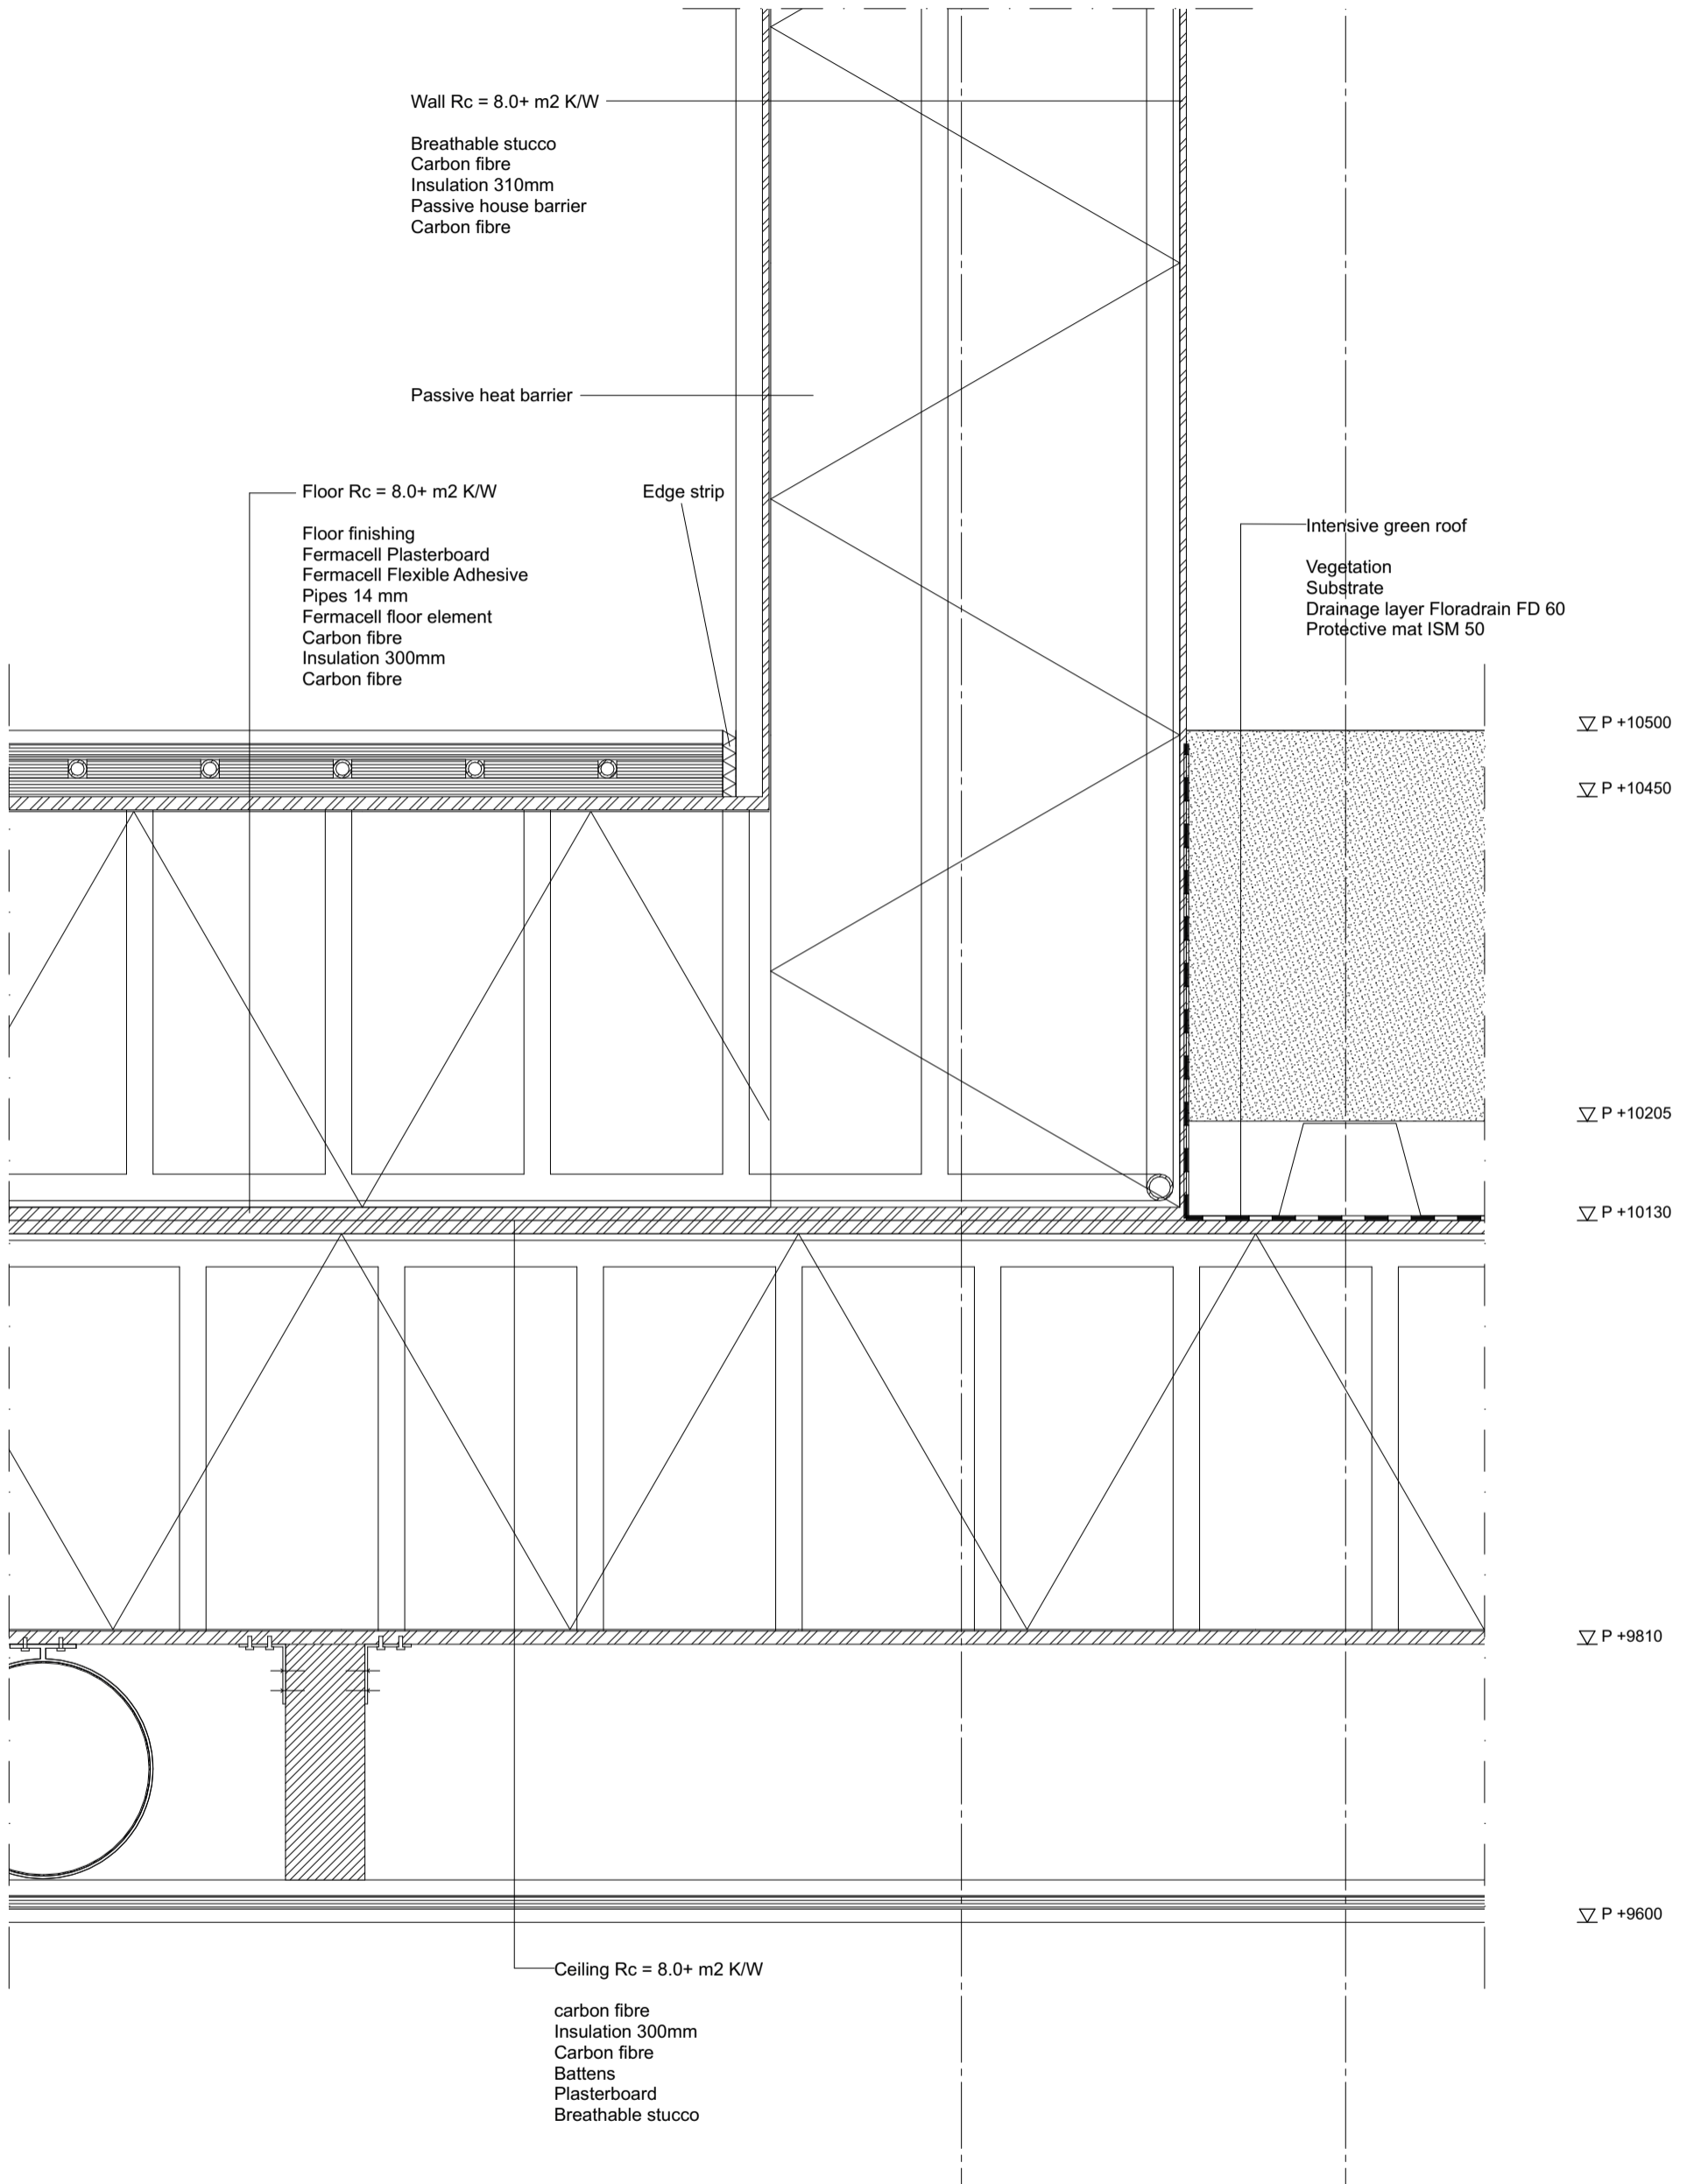 Wall Rc = 8.0+ m2 K/W
Breathable stucco
Carbon fibre
Insulation 310mm
Passive house barrier
Carbon fibre
Passive heat barrier
Floor Rc = 8.0+ m2 K/W
Floor finishing
Fermacell Plasterboard
Fermacell Flexible Adhesive
Pipes 14 mm
Fermacell floor element
Carbon fibre
Insulation 300mm
Carbon fibre
Edge strip
Intensive green roof
Vegetation
Substrate
Drainage layer Floradrain FD 60
Protective mat ISM 50
P +10500
P +10450
P +10205
P +10130
P +9810
P +9600
Ceiling Rc = 8.0+ m2 K/W
carbon fibre
Insulation 300mm
Carbon fibre
Battens
Plasterboard
Breathable stucco